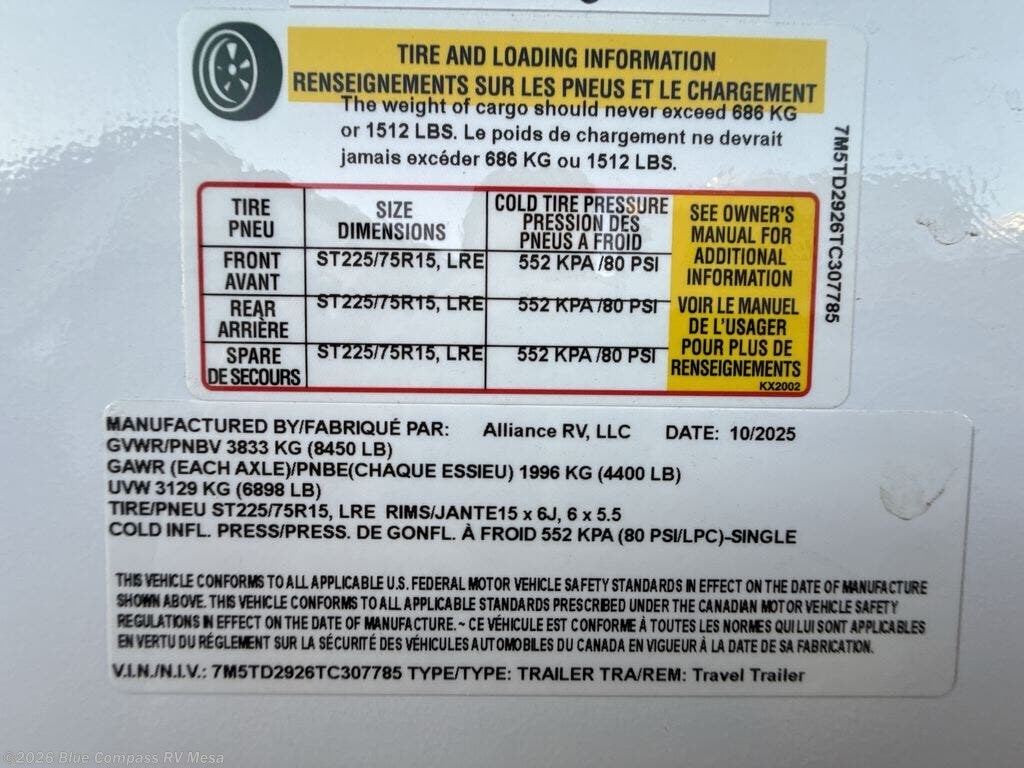 TIRE AND LOADING INFORMATION
RENSEIGNEMENTS SUR LES PNEUS ET LE CHARGEMENT
The weight of cargo should never exceed 686 KG
or 1512 LBS. Le poids de chargement ne devrait
jamais excéder 686 KG ou 1512 LBS.
TIRE
PNEU
SIZE
DIMENSIONS
COLD TIRE PRESSURE
PRESSION DES
PNEUS A FROID
FRONT
AVANT
ST225/75R15, LRE
552 KPA /80 PSI
REAR
ARRIÈRE
ST225/75R15, LRE
552 KPA /80 PSI
SPARE
DE SECOURS
ST225/75R15, LRE
552 KPA /80 PSI
SEE OWNER'S
MANUAL FOR
ADDITIONAL
INFORMATION
VOIR LE MANUEL
DE L'USAGER
POUR PLUS DE
RENSEIGNEMENTS
KX2002
7M5TD2926TC307785
MANUFACTURED BY/FABRIQUÉ PAR: Alliance RV, LLC DATE: 10/2025
GVWR/PNBV 3833 KG (8450 LB)
GAWR (EACH AXLE)/PNBE(CHAQUE ESSIEU) 1996 KG (4400 LB)
UVW 3129 KG (6898 LB)
TIRE/PNEU ST225/75R15, LRE RIMS/JANTE15 x 6J, 6 x 5.5
COLD INFL. PRESS/PRESS. DE GONFL. À FROID 552 KPA (80 PSI/LPC)-SINGLE
THIS VEHICLE CONFORMS TO ALL APPLICABLE U.S. FEDERAL MOTOR VEHICLE SAFETY STANDARDS IN EFFECT ON THE DATE OF MANUFACTURE
SHOWN ABOVE. THIS VEHICLE CONFORMS TO ALL APPLICABLE STANDARDS PRESCRIBED UNDER THE CANADIAN MOTOR VEHICLE SAFETY
REGULATIONS IN EFFECT ON THE DATE OF MANUFACTURE. ~ CE VÉHICULE EST CONFORME À TOUTES LES NORMES QUI LUI SONT APPLICABLES
EN VERTU DU RÉGLEMENT SUR LA SÉCURITÉ DES VÉHICULES AUTOMOBILES DU CANADA EN VIGUEUR À LA DATE DE SA FABRICATION.
V.I.N./N.I.V.: 7M5TD2926TC307785 TYPE/TYPE: TRAILER TRA/REM: Travel Trailer
©2026 Blue Compass RV Mesa